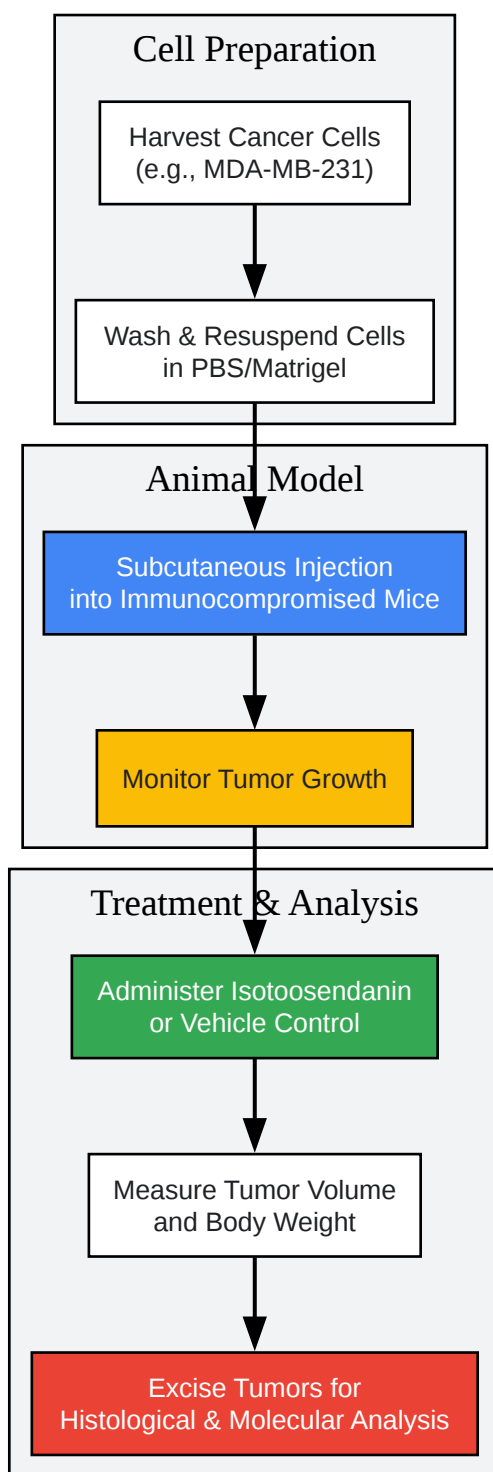 Cell Preparation
Harvest Cancer Cells
(e.g., MDA-MB-231)
Wash & Resuspend Cells
in PBS/Matrigel
Animal Model
Subcutaneous Injection
into Immunocompromised Mice
Monitor Tumor Growth
Treatment & Analysis
Administer Isotoosendanin
or Vehicle Control
Measure Tumor Volume
and Body Weight
Excise Tumors for
Histological & Molecular Analysis